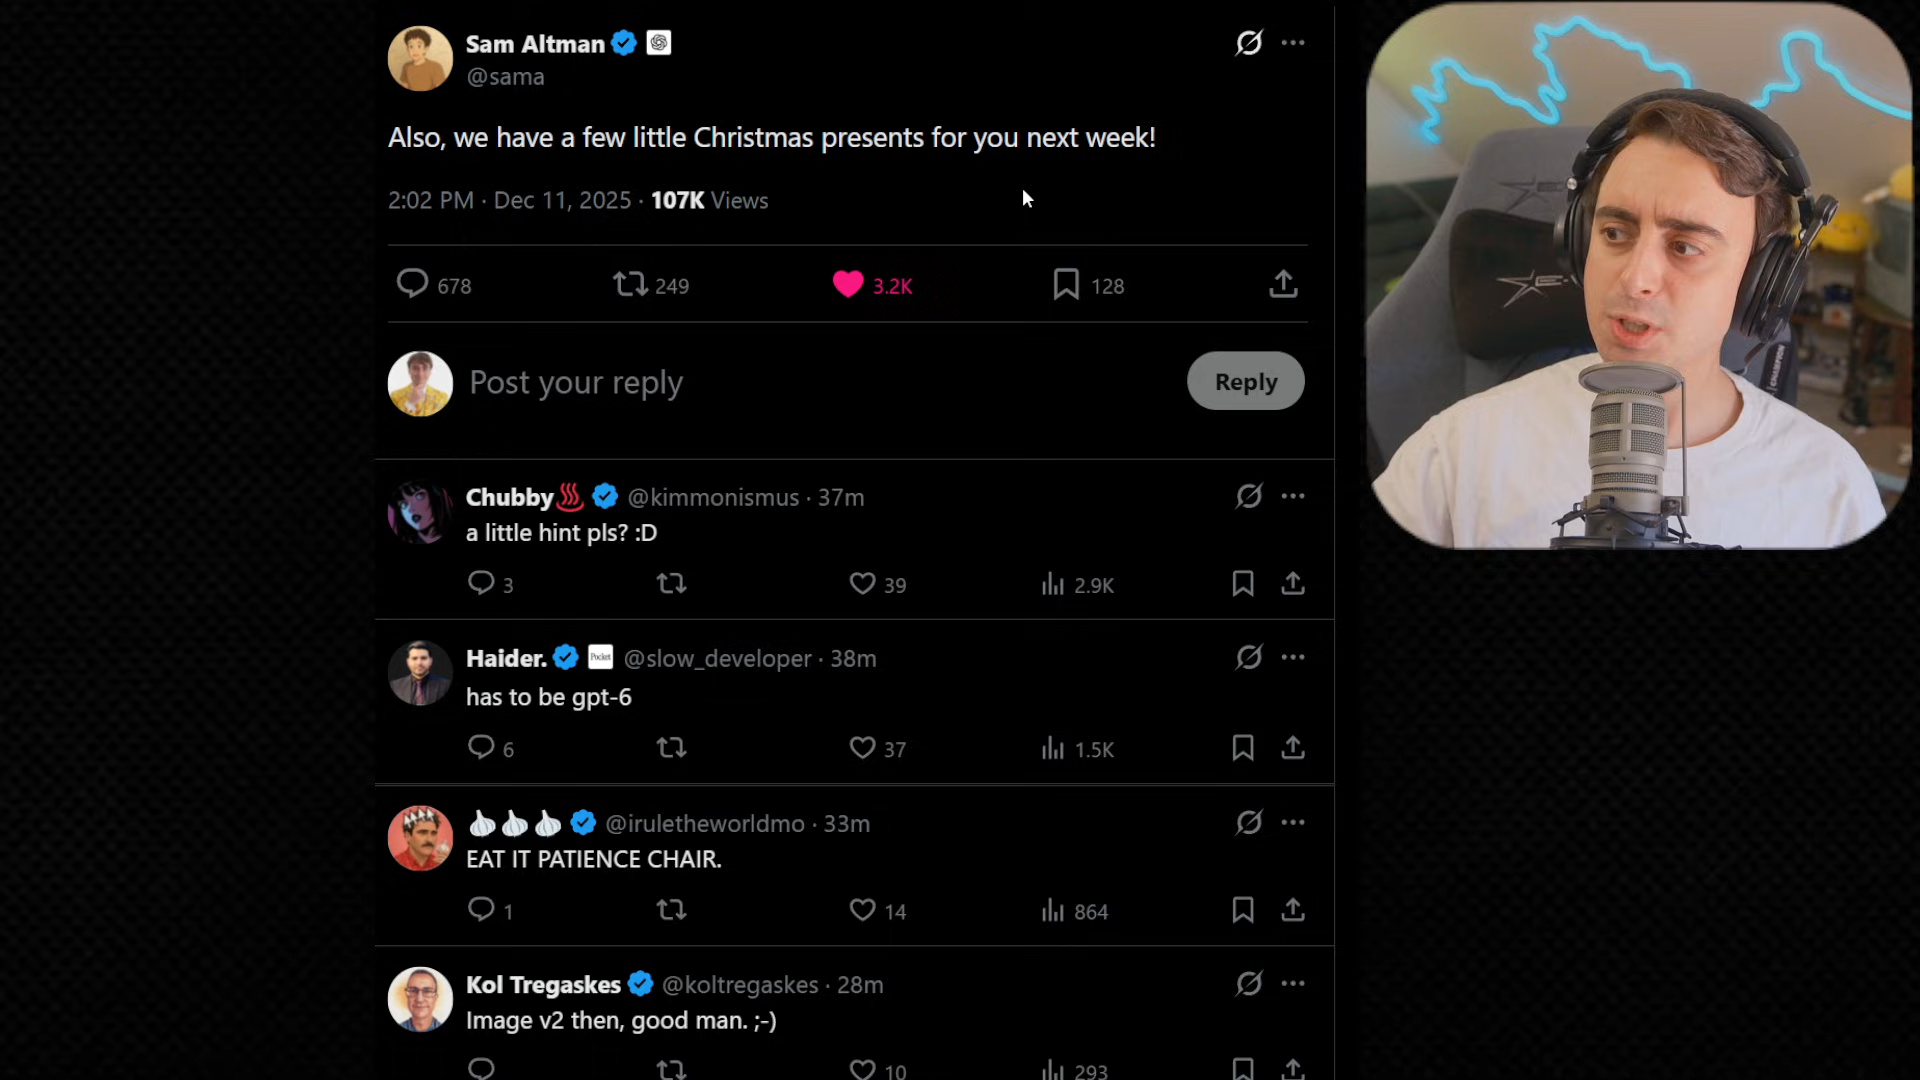 Sam Altman
@sama
Also, we have a few little Christmas presents for you next week!
2:02 PM · Dec 11, 2025 · 107K Views
678 249 3.2K 128
Post your reply
Reply
Chubby @kimmonismus · 37m
a little hint pls? :D
3 39 2.9K
Haider. Pocket @slow_developer · 38m
has to be gpt-6
6 37 1.5K
🧄🧄🧄 @iruletheworldmo · 33m
EAT IT PATIENCE CHAIR.
1 14 864
Kol Tregaskes @koltregaskes · 28m
Image v2 then, good man. ;-)
10 293
CHAMPION